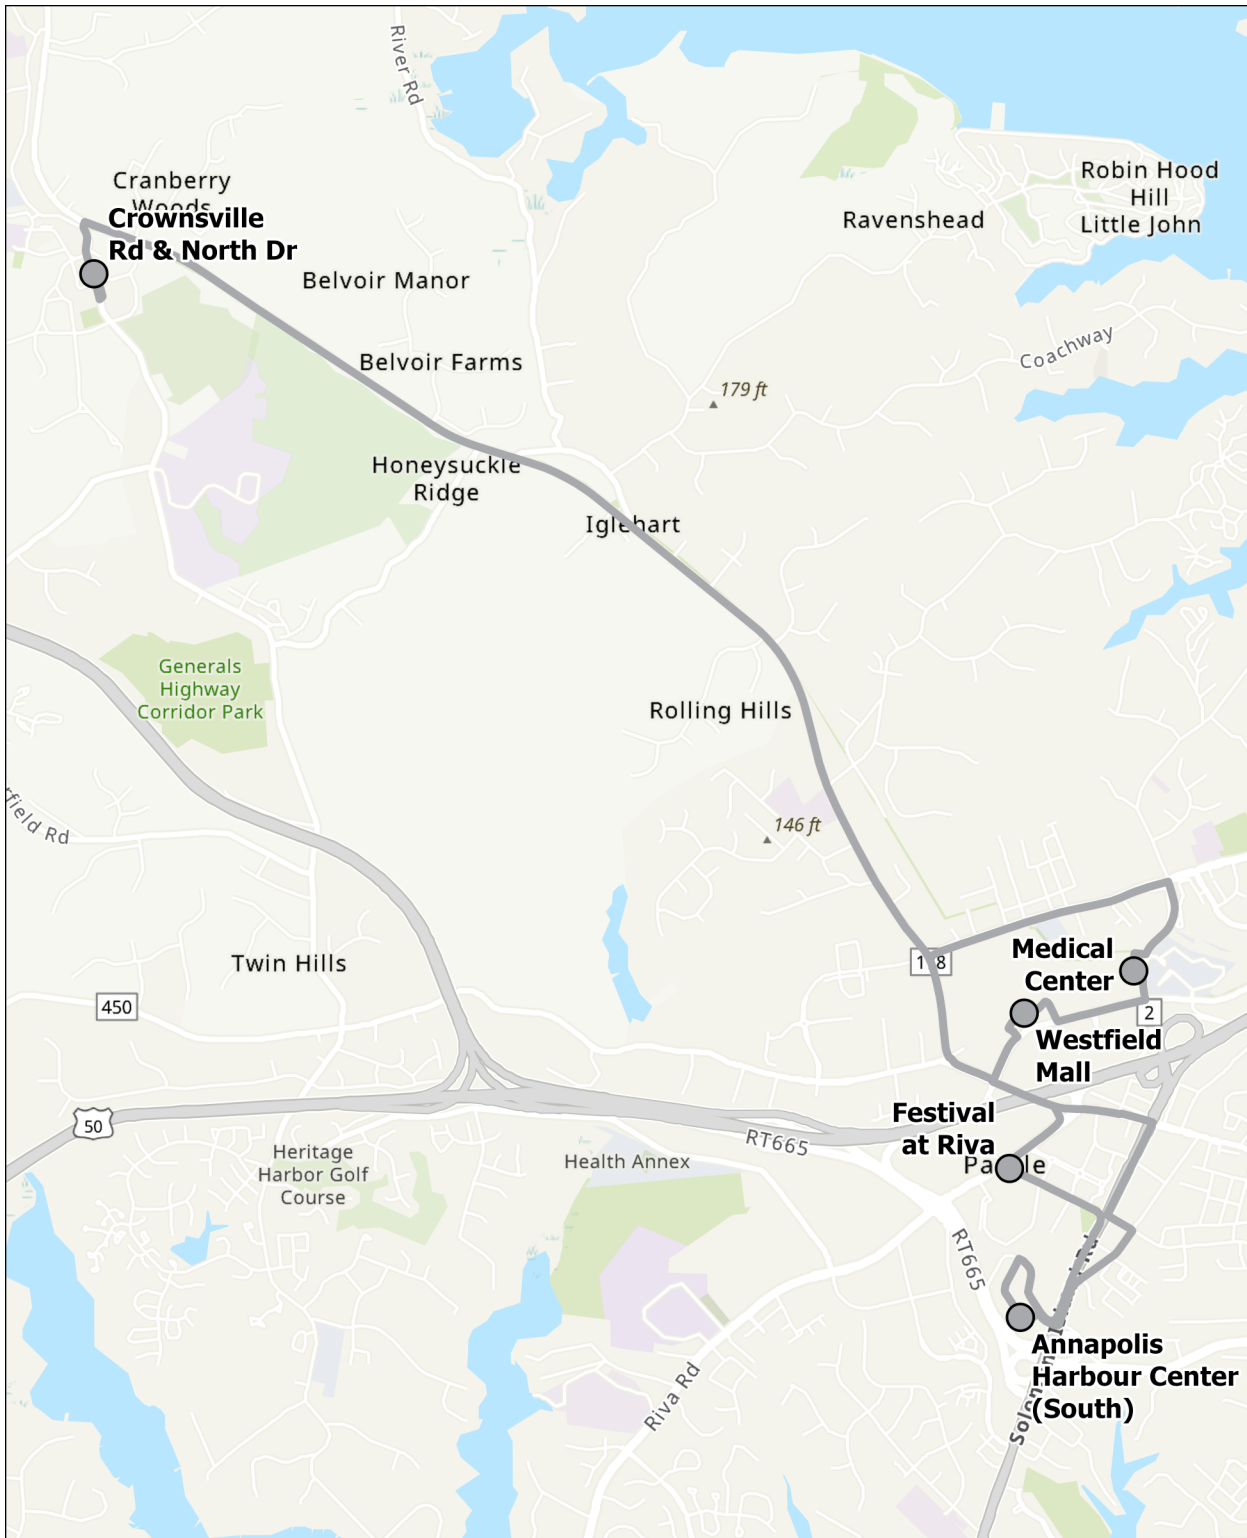 River Rd
Cranberry
Woods
Crownsville
Rd & North Dr
Robin Hood
Hill
Little John
Ravenshead
Belvoir Manor
Coachway
Belvoir Farms
179 ft
Honeysuckle
Ridge
Iglehart
Generals
Highway
Corridor Park
Rolling Hills
rfield Rd
146 ft
Medical
Center
Twin Hills
450
2
Westfield
Mall
50
Festival
at Riva
RT665
Heritage
Harbor Golf
Course
Health Annex
RT665
Annapolis
Harbour Center
(South)
Riva Rd